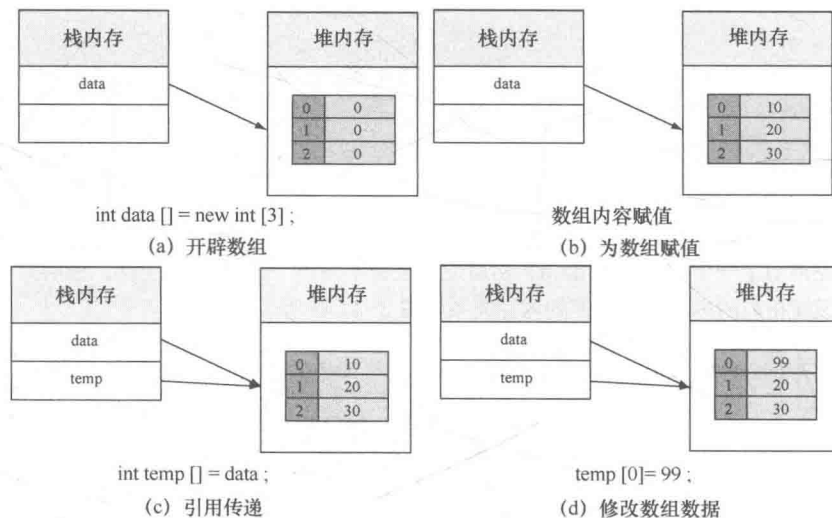 栈内存
data
堆内存
0 0
1 0
2 0
int data [] = new int [3] ;
(a) 开辟数组
栈内存
data
堆内存
0 10
1 20
2 30
数组内容赋值
(b) 为数组赋值
栈内存
data
temp
堆内存
0 10
1 20
2 30
int temp [] = data ;
(c) 引用传递
栈内存
data
temp
堆内存
0 99
1 20
2 30
temp [0]= 99 ;
(d) 修改数组数据